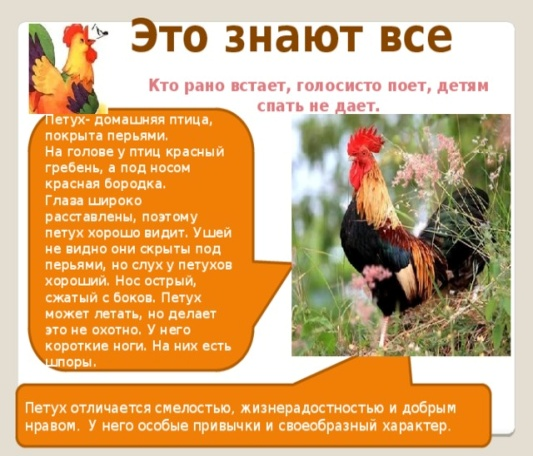 Это знают все
Кто рано встает, голосисто поет, детям
спать не дает.
Петух- домашняя птица,
покрыта перьями.
На голове у птиц красный
гребень, а под носом
красная бородка.
Глаза широко
расставлены, поэтому
петух хорошо видит. Ушей
не видно они скрыты под
перьями, но слух у петухов
хороший. Нос острый,
сжатый с боков. Петух
может летать, но делает
это не охотно. У него
короткие ноги. На них есть
шпоры.
Петух отличается смелостью, жизнерадостностью и добрым
нравом. У него особые привычки и своеобразный характер.